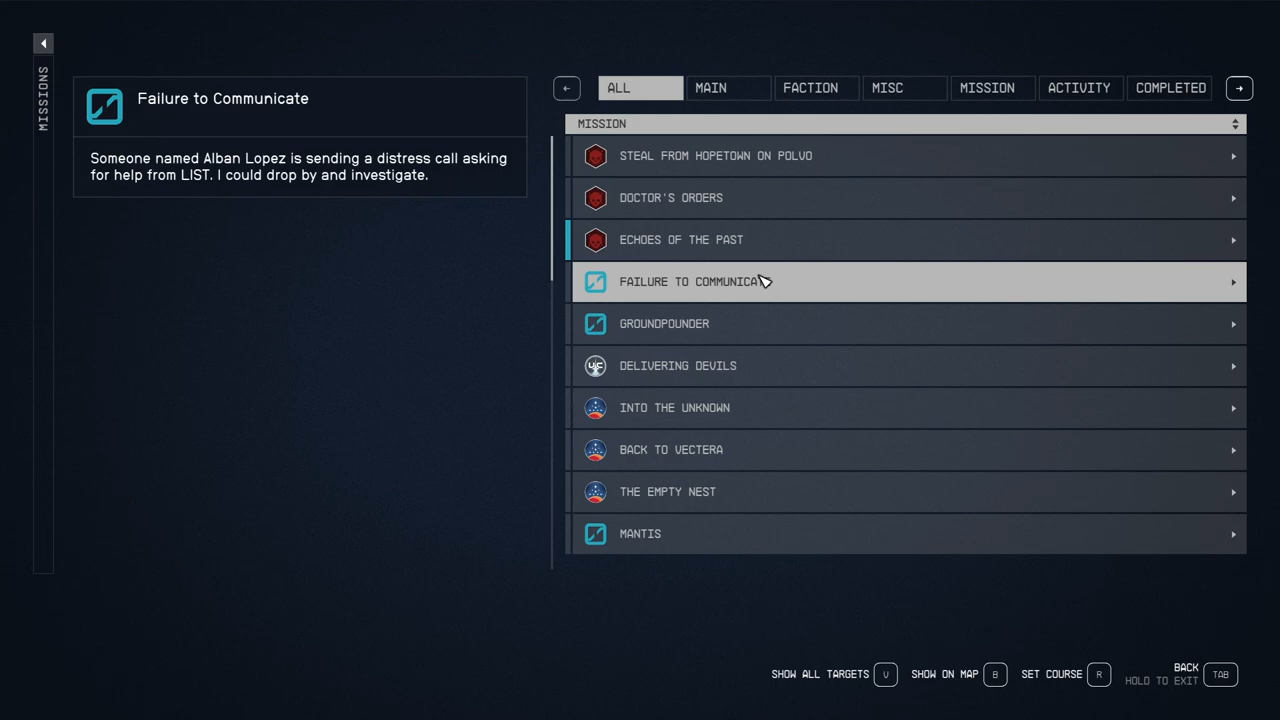 MISSIONS
Failure to Communicate
Someone named Alban Lopez is sending a distress call asking
for help from LIST. I could drop by and investigate.
ALL MAIN FACTION MISC MISSION ACTIVITY COMPLETED
MISSION
STEAL FROM HOPETOWN ON POLVO
DOCTOR'S ORDERS
ECHOES OF THE PAST
FAILURE TO COMMUNICATE
GROUNDPOUNDER
UC
DELIVERING DEVILS
INTO THE UNKNOWN
BACK TO VECTERA
THE EMPTY NEST
MANTIS
SHOW ALL TARGETS V SHOW ON MAP B SET COURSE R BACK TAB
HOLD TO EXIT